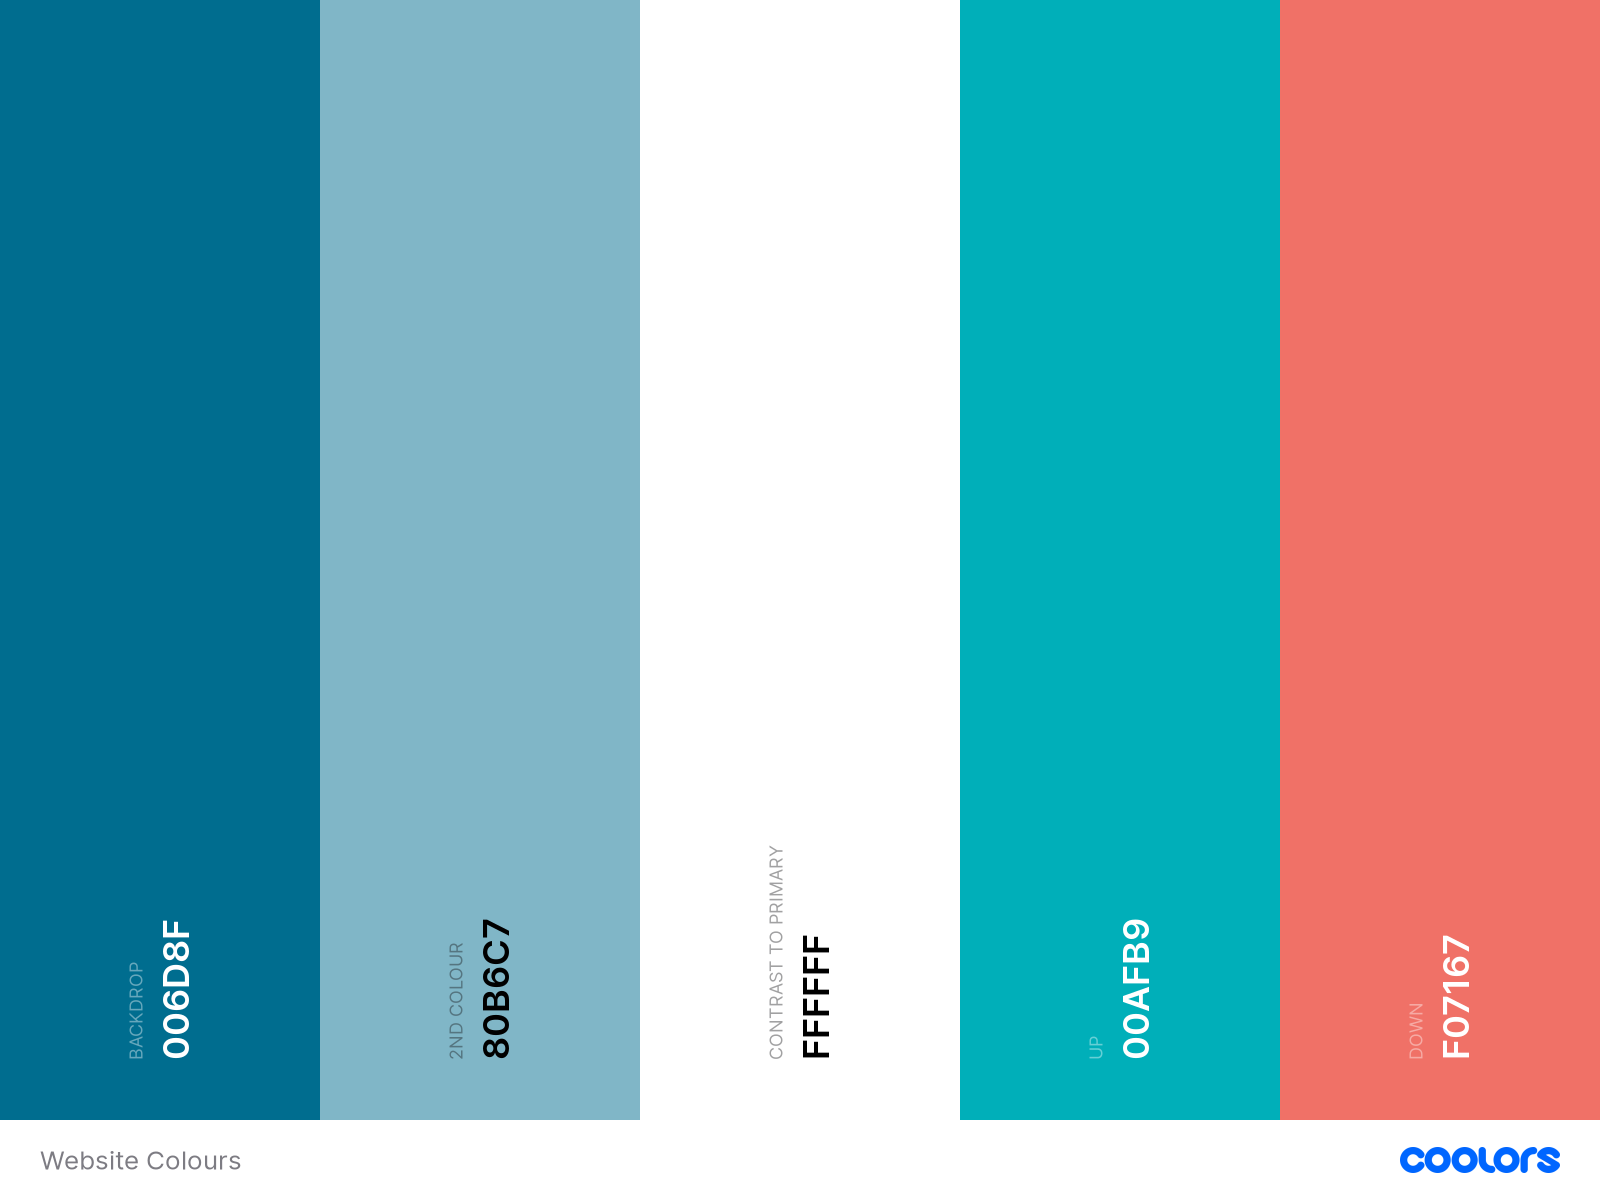 BACKDROP
006D8F
2ND COLOUR
80B6C7
CONTRAST TO PRIMARY
FFFFFF
UP
00AFB9
DOWN
F07167
Website Colours
coolors